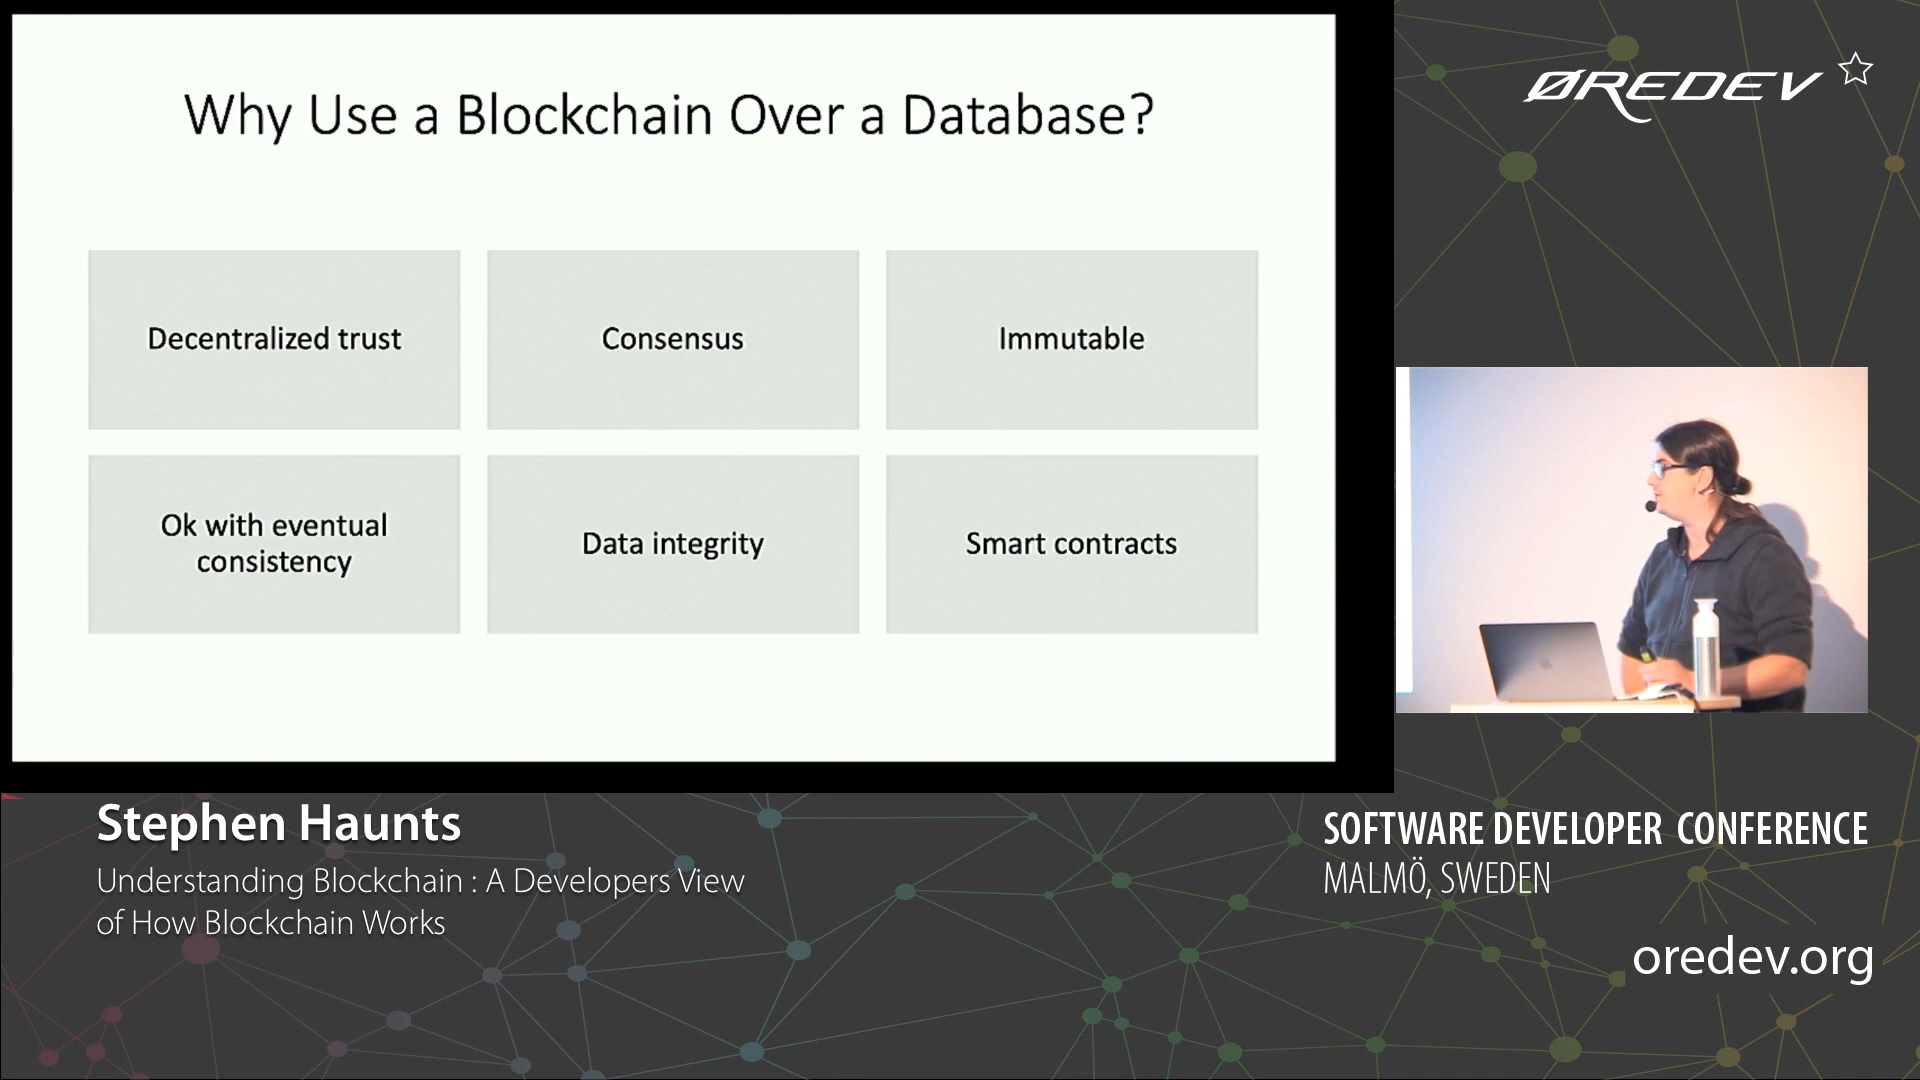 Why Use a Blockchain Over a Database?
Decentralized trust
Consensus
Immutable
Ok with eventual
consistency
Data integrity
Smart contracts
ØREDEV
Stephen Haunts
Understanding Blockchain : A Developers View
of How Blockchain Works
SOFTWARE DEVELOPER CONFERENCE
MALMÖ, SWEDEN
oredev.org